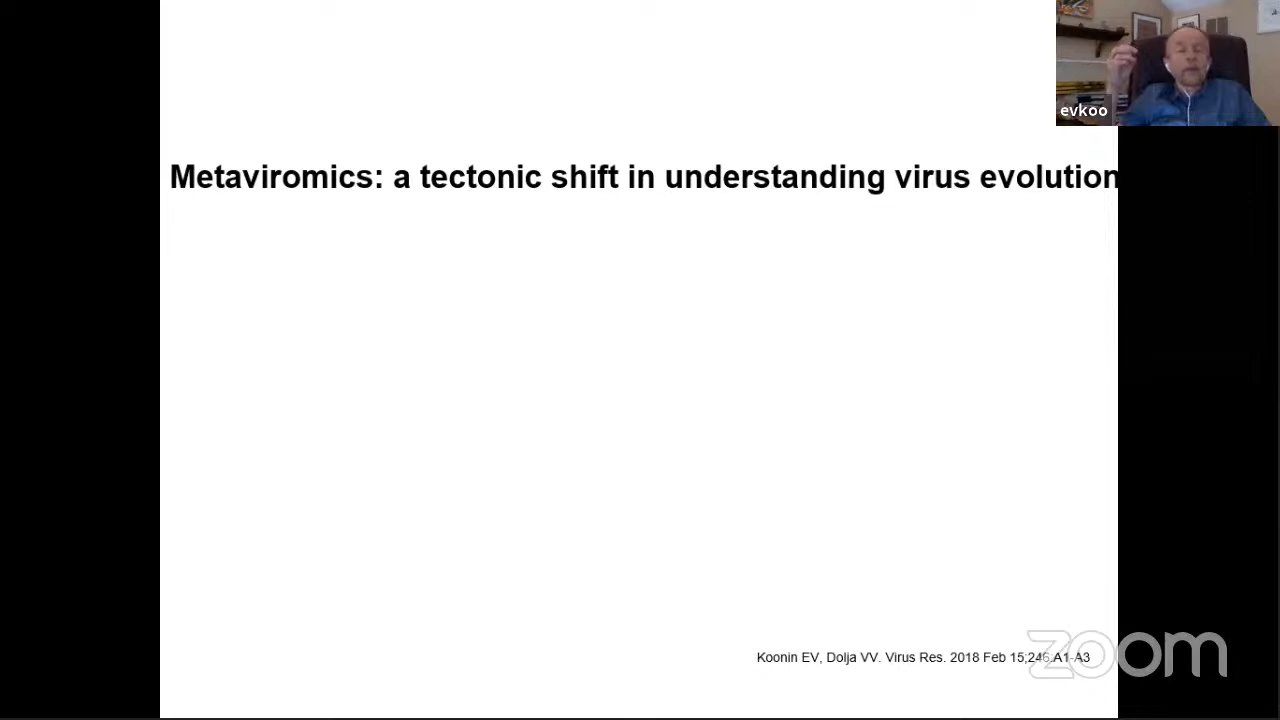 evkoo
Metaviromics: a tectonic shift in understanding virus evolution
Koonin EV, Dolja VV. Virus Res. 2018 Feb 15;246:A1-A3
zoom